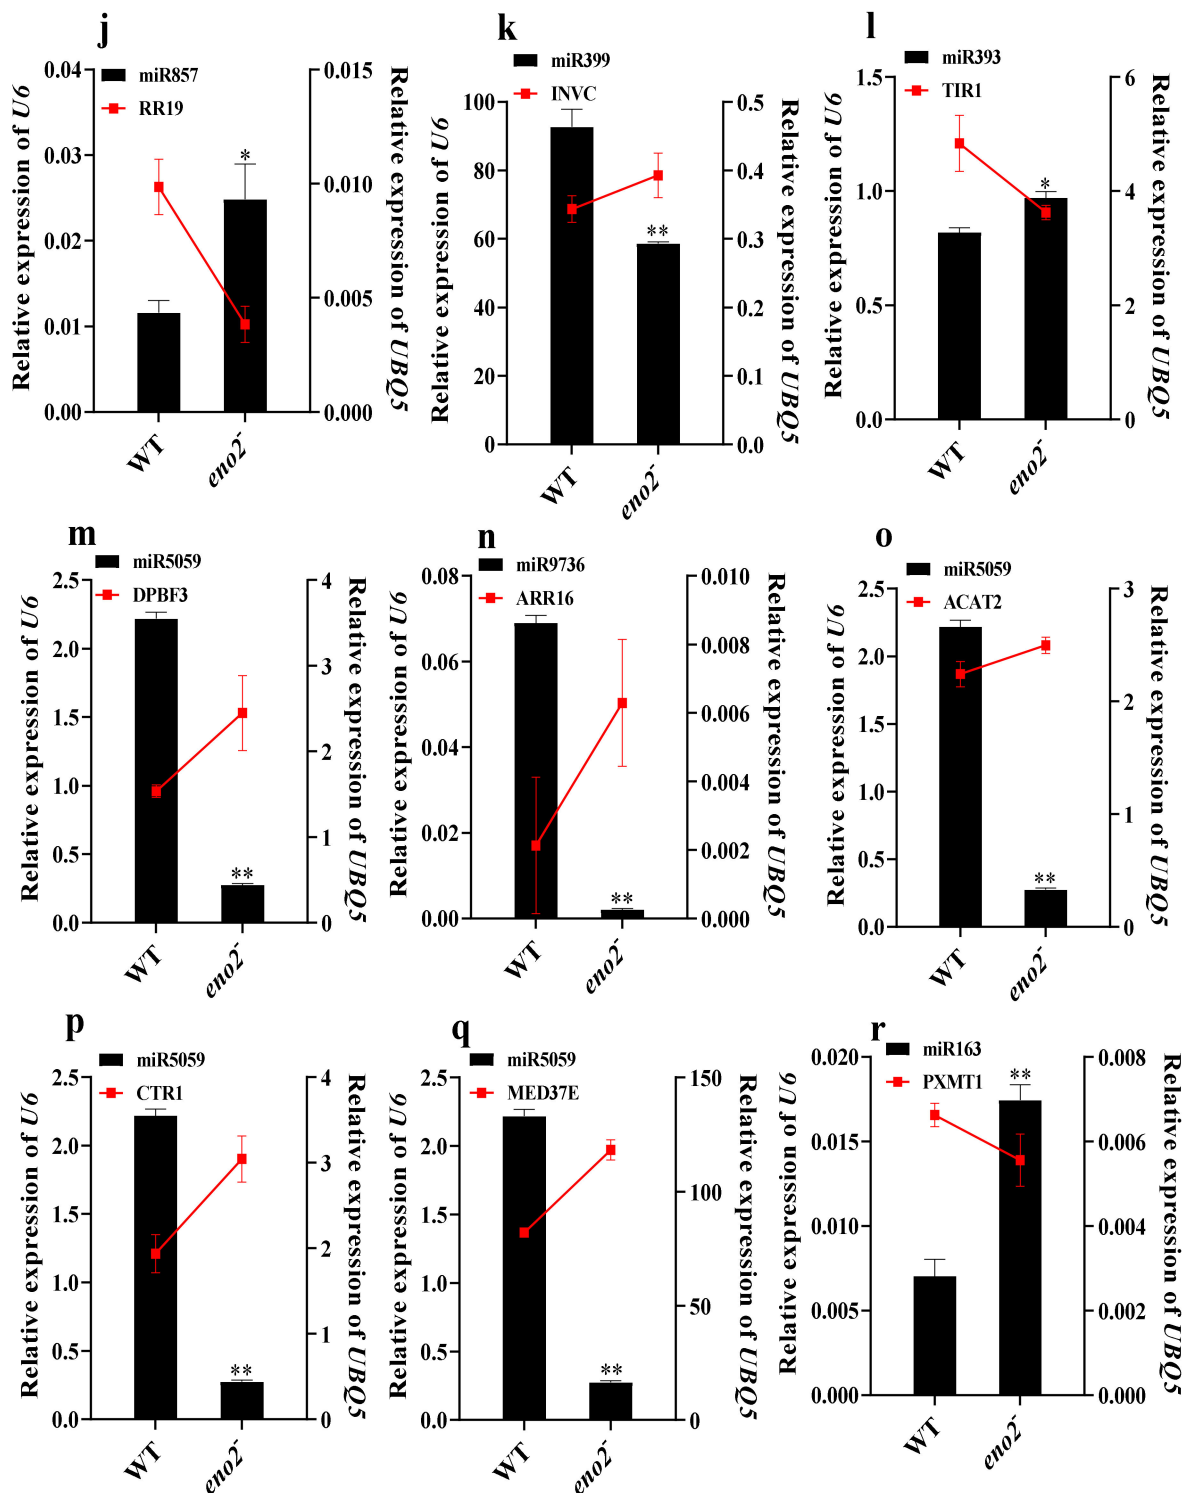 j
miR857
RR19
Relative expression of U6
0.04
0.03
0.02
0.01
0.00
0.015
0.010
0.005
0.000
Relative expression of UBQ5
*
WT
eno2-
k
miR399
INVC
Relative expression of U6
100
80
60
40
20
0
0.5
0.4
0.3
0.2
0.1
0.0
Relative expression of UBQ5
**
WT
eno2-
l
miR393
TIR1
Relative expression of U6
1.5
1.0
0.5
0.0
6
4
2
0
Relative expression of UBQ5
*
WT
eno2-
m
miR5059
DPBF3
Relative expression of U6
2.5
2.0
1.5
1.0
0.5
0.0
4
3
2
1
0
Relative expression of UBQ5
**
WT
eno2-
n
miR9736
ARR16
Relative expression of U6
0.08
0.06
0.04
0.02
0.00
0.010
0.008
0.006
0.004
0.002
0.000
Relative expression of UBQ5
**
WT
eno2-
o
miR5059
ACAT2
Relative expression of U6
2.5
2.0
1.5
1.0
0.5
0.0
3
2
1
0
Relative expression of UBQ5
**
WT
eno2-
p
miR5059
CTR1
Relative expression of U6
2.5
2.0
1.5
1.0
0.5
0.0
4
3
2
1
0
Relative expression of UBQ5
**
WT
eno2-
q
miR5059
MED37E
Relative expression of U6
2.5
2.0
1.5
1.0
0.5
0.0
150
100
50
0
Relative expression of UBQ5
**
WT
eno2-
r
miR163
PXMT1
Relative expression of U6
0.020
0.015
0.010
0.005
0.000
0.008
0.006
0.004
0.002
0.000
Relative expression of UBQ5
**
WT
eno2-